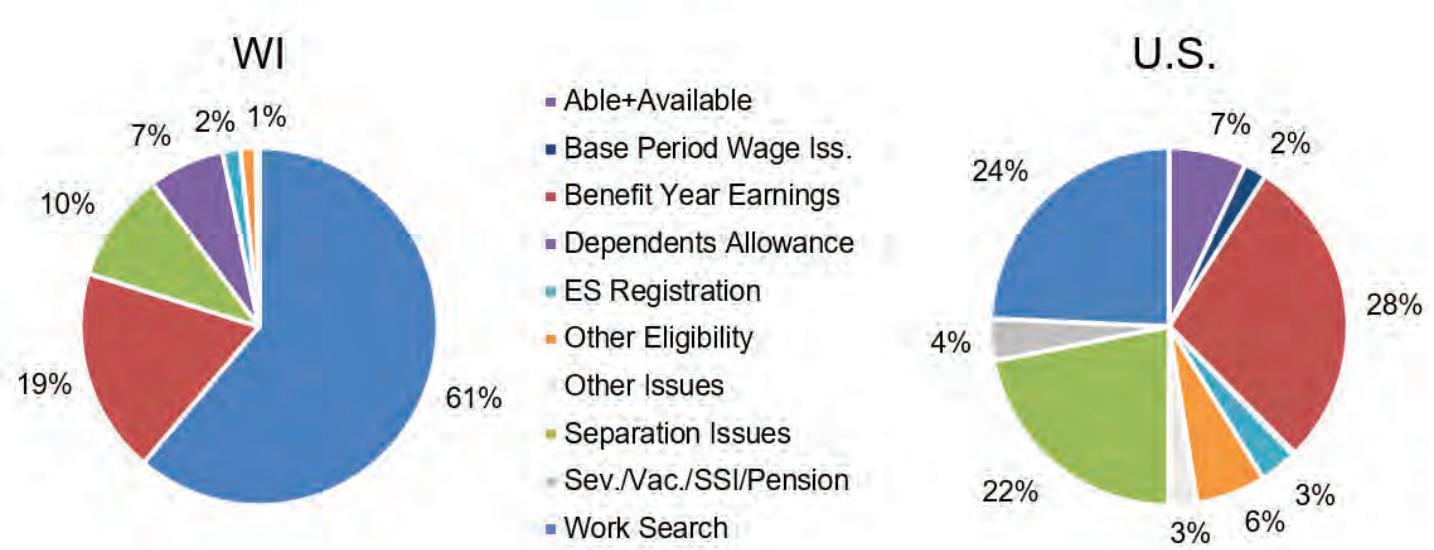 WI
1%
2%
7%
10%
19%
61%
Able+Available
Base Period Wage Iss.
Benefit Year Earnings
Dependents Allowance
ES Registration
Other Eligibility
Other Issues
Separation Issues
Sev./Vac./SSI/Pension
Work Search
U.S.
7%
2%
24%
28%
4%
22%
3%
6%
3%